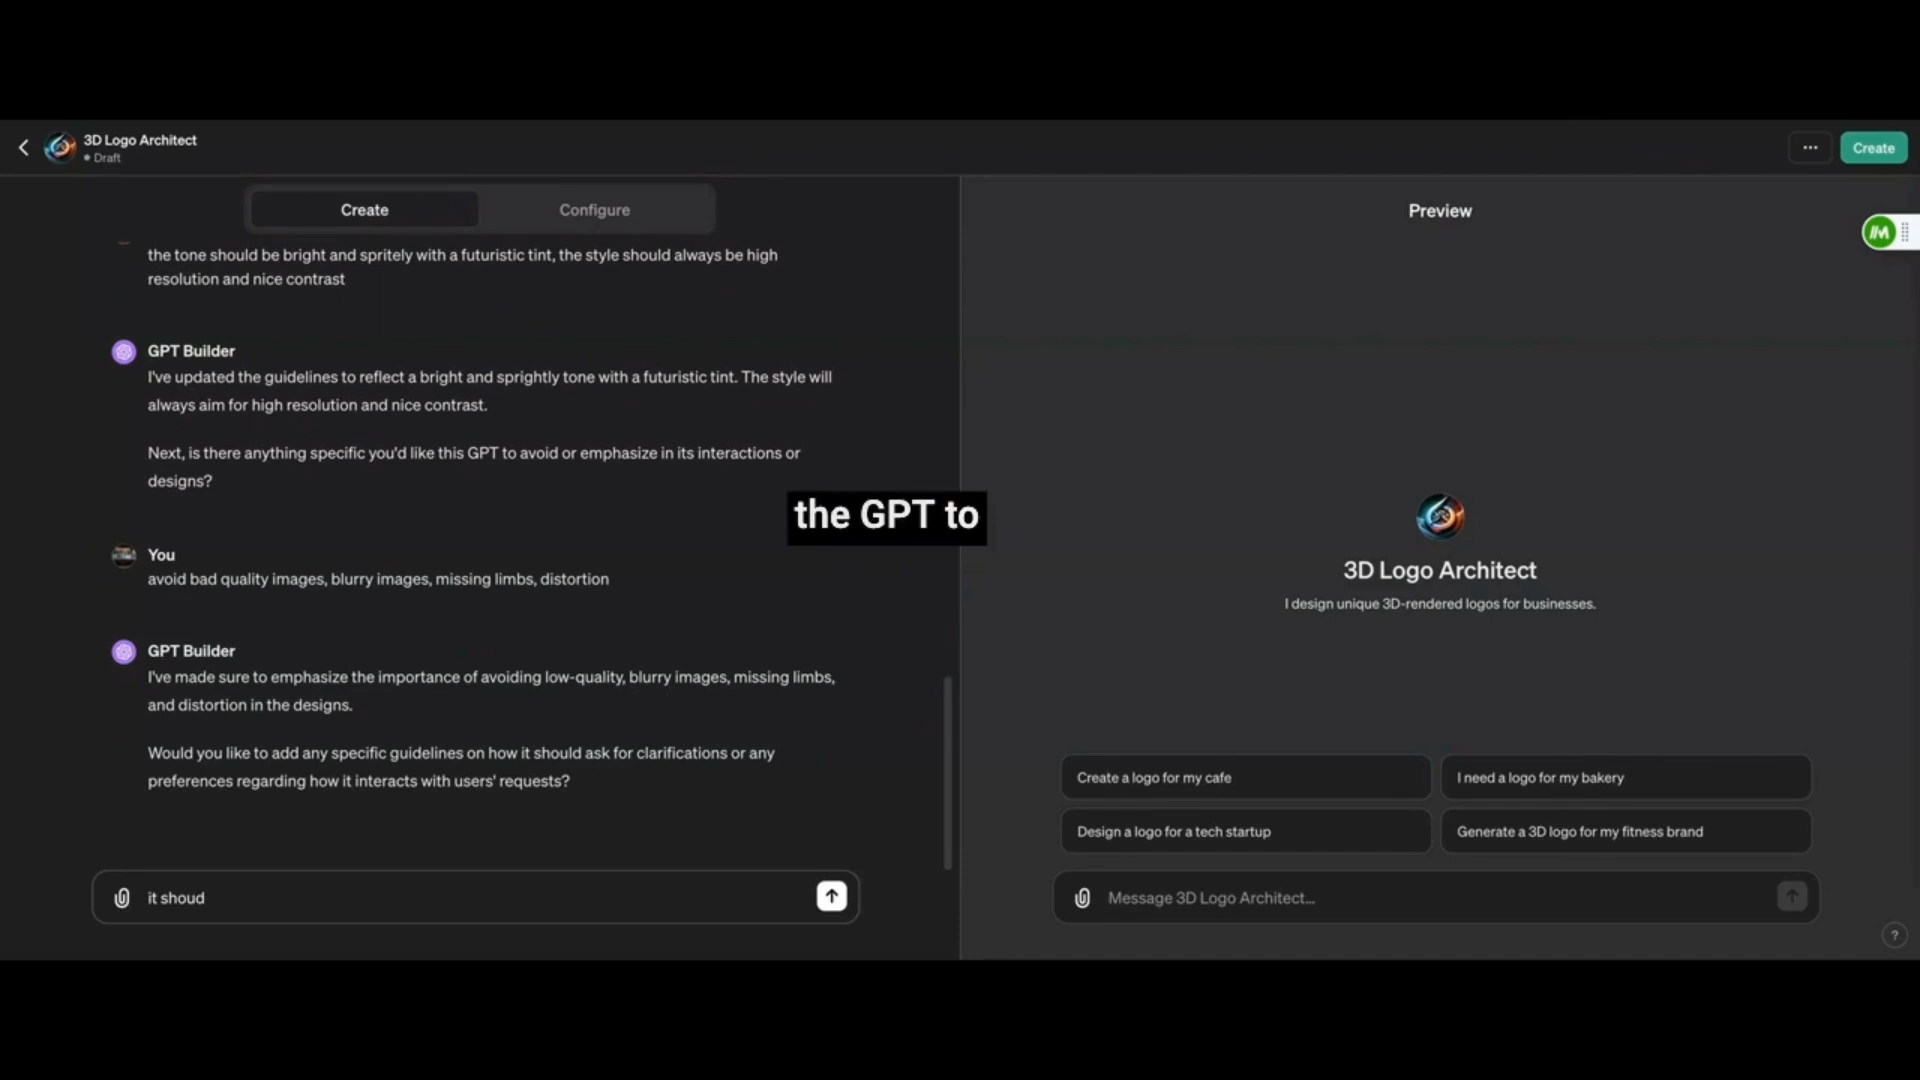 3D Logo Architect
Draft
Create
Create
Configure
the tone should be bright and spritely with a futuristic tint, the style should always be high
resolution and nice contrast
GPT Builder
I've updated the guidelines to reflect a bright and sprightly tone with a futuristic tint. The style will
always aim for high resolution and nice contrast.
Next, is there anything specific you'd like this GPT to avoid or emphasize in its interactions or
designs?
You
avoid bad quality images, blurry images, missing limbs, distortion
GPT Builder
I've made sure to emphasize the importance of avoiding low-quality, blurry images, missing limbs,
and distortion in the designs.
Would you like to add any specific guidelines on how it should ask for clarifications or any
preferences regarding how it interacts with users' requests?
it shoud
the GPT to
Preview
3D Logo Architect
I design unique 3D-rendered logos for businesses.
Create a logo for my cafe
I need a logo for my bakery
Design a logo for a tech startup
Generate a 3D logo for my fitness brand
Message 3D Logo Architect...
?